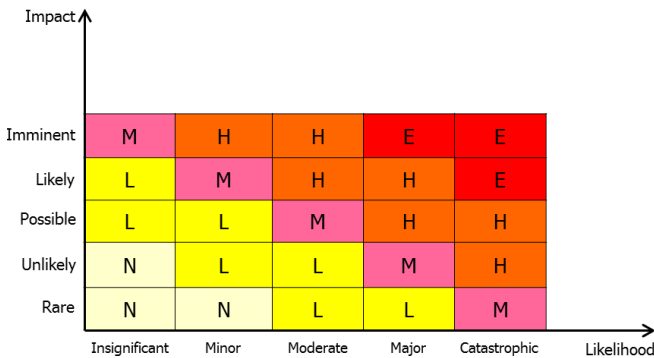 Impact
Imminent M H H E E
Likely L M H H E
Possible L L M H H
Unlikely N L L M H
Rare N N L L M
Insignificant Minor Moderate Major Catastrophic
Likelihood